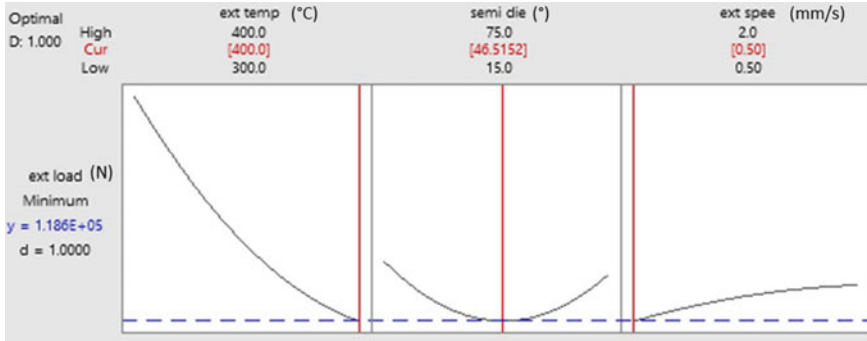 Optimal
D: 1.000
High
Cur
Low
ext temp (°C)
400.0
[400.0]
300.0
semi die (°)
75.0
[46.5152]
15.0
ext spee (mm/s)
2.0
[0.50]
0.50
ext load (N)
Minimum
y = 1.186E+05
d = 1.0000